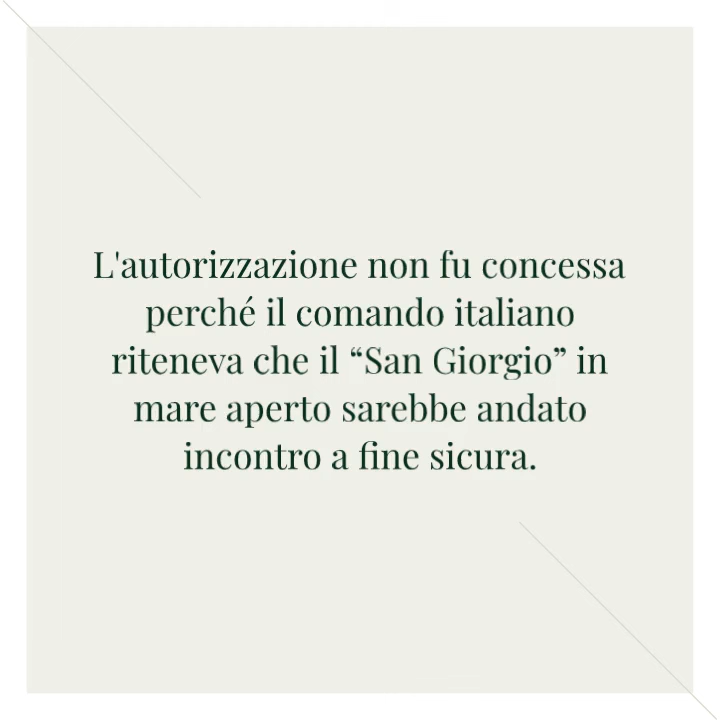 L'autorizzazione non fu concessa
perché il comando italiano
riteneva che il “San Giorgio” in
mare aperto sarebbe andato
incontro a fine sicura.